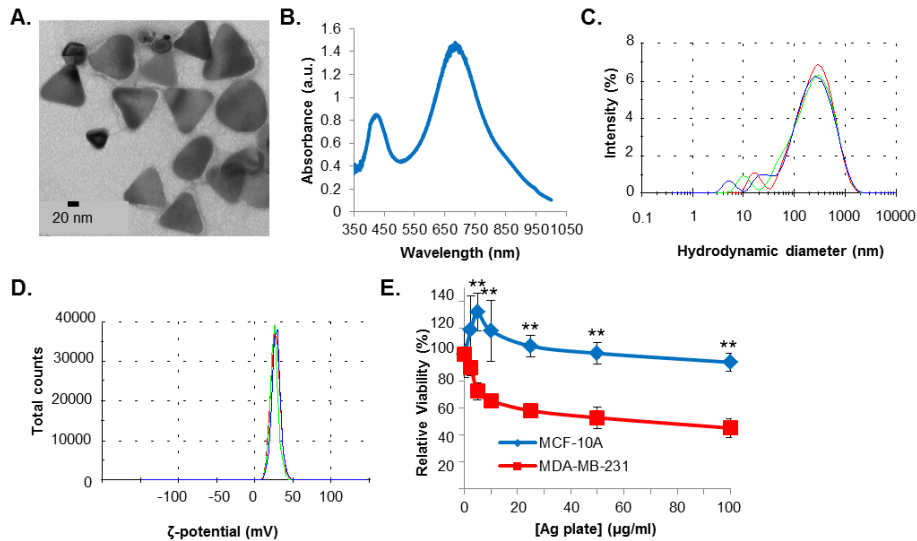 A.
20 nm
B.
Absorbance (a.u.)
1.6
1.4
1.2
1
0.8
0.6
0.4
0.2
0
350 450 550 650 750 850 950 1050
Wavelength (nm)
C.
Intensity (%)
8
6
4
2
0
0.1 1 10 100 1000 10000
Hydrodynamic diameter (nm)
D.
Total counts
40000
30000
20000
10000
0
-100 0 100
ζ-potential (mV)
E.
Relative Viability (%)
140
120
100
80
60
40
20
** ** ** ** **
MCF-10A
MDA-MB-231
0 20 40 60 80 100
[Ag plate] (µg/ml)